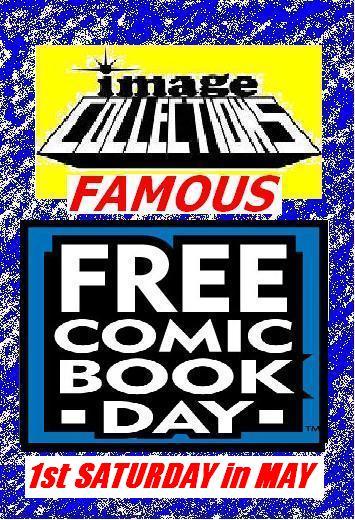 image
COLLECTIONS
FAMOUS
FREE
COMIC
BOOK
-DAY-
TM
1st SATURDAY in MAY